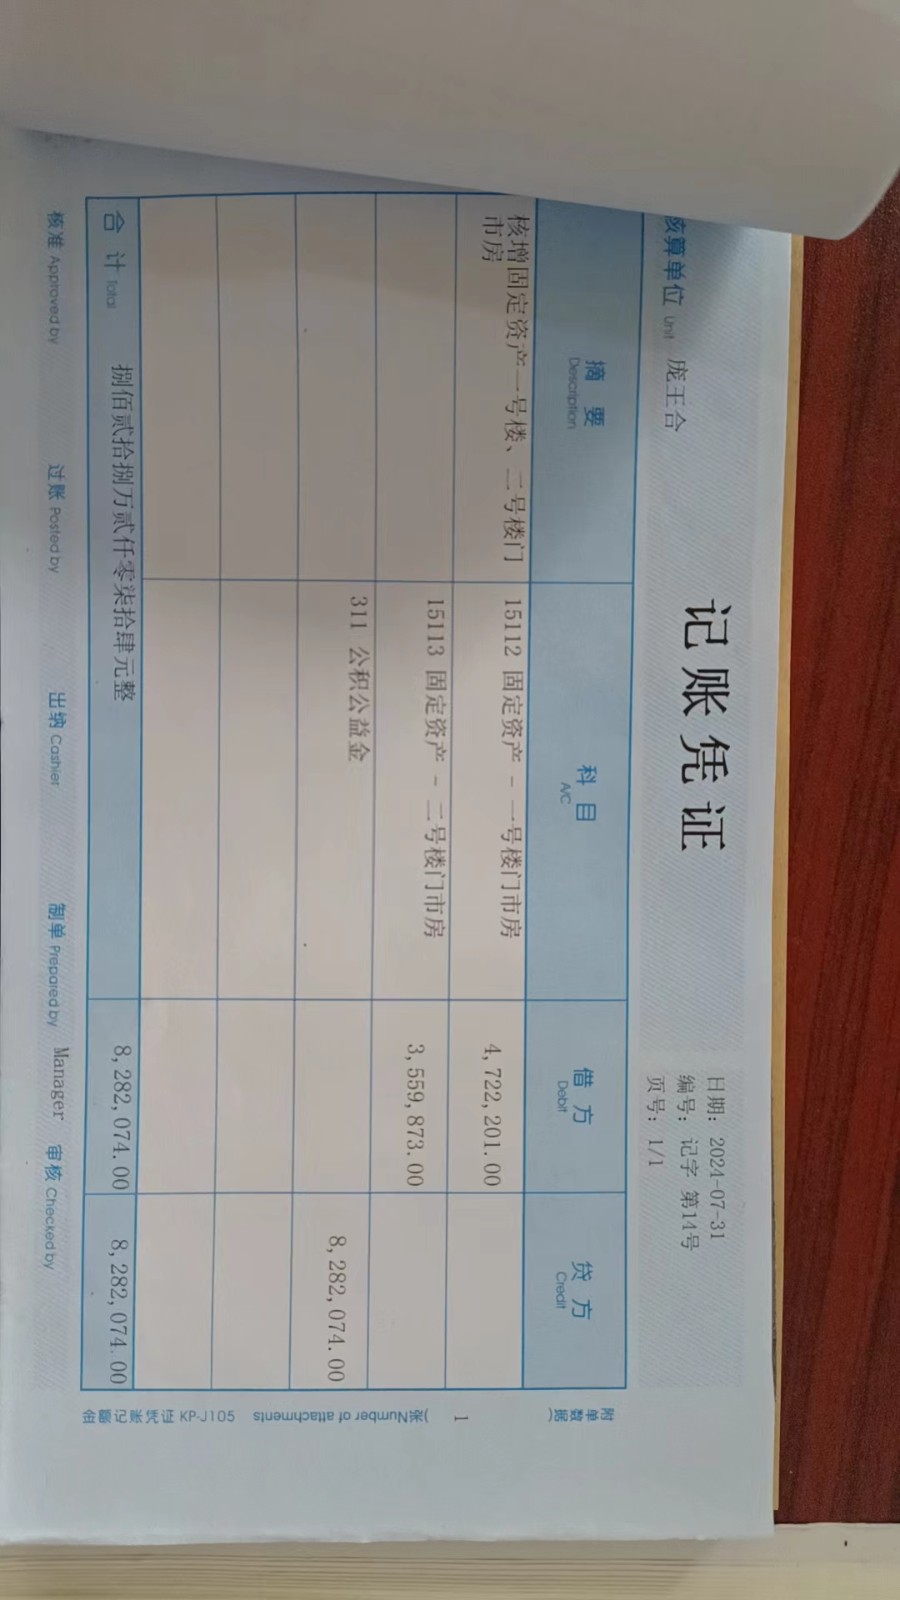 记账凭证
日期: 2024-07-31
编号: 记字 第14号
页号: 1/1
核算单位 Unit 庞王合
摘要 Description 科目 A/C 借方 Debit 贷方 Credit
核增固定资产一号楼、二号楼门
市房
15112 固定资产 - 一号楼门市房 4,722,201.00
15113 固定资产 - 二号楼门市房 3,559,873.00
311 公积公益金 8,282,074.00
合计 Total 捌佰贰拾捌万贰仟零柒拾肆元整 8,282,074.00 8,282,074.00
核准 Approved by 过账 Posted by 出纳 Cashier 制单 Prepared by Manager 审核 Checked by
附单数据(
1
)张 Number of attachments
金额记账凭证 KP-J105